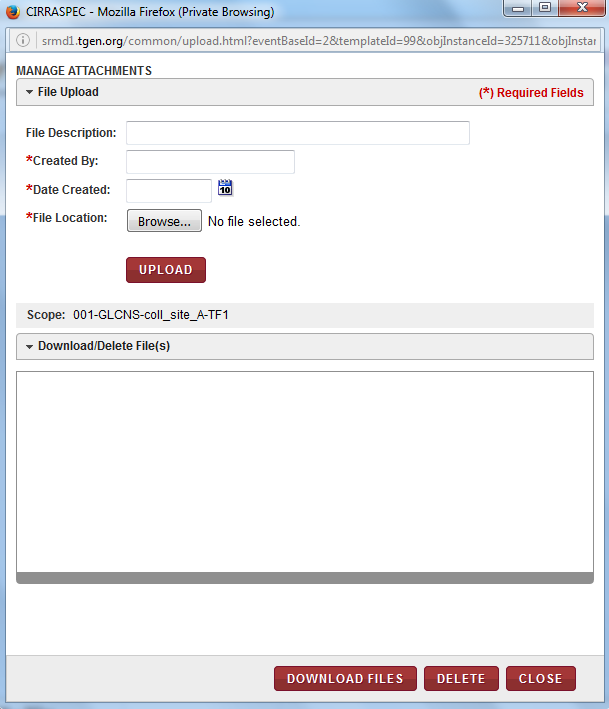 CIRRASPEC - Mozilla Firefox (Private Browsing)
srmd1.tgen.org/common/upload.html?eventBaseId=2&templateId=99&objInstanceId=325711&objInstan
MANAGE ATTACHMENTS
File Upload (*) Required Fields
File Description:
*Created By:
*Date Created: 10
*File Location: Browse... No file selected.
UPLOAD
Scope: 001-GLCNS-coll_site_A-TF1
Download/Delete File(s)
DOWNLOAD FILES DELETE CLOSE